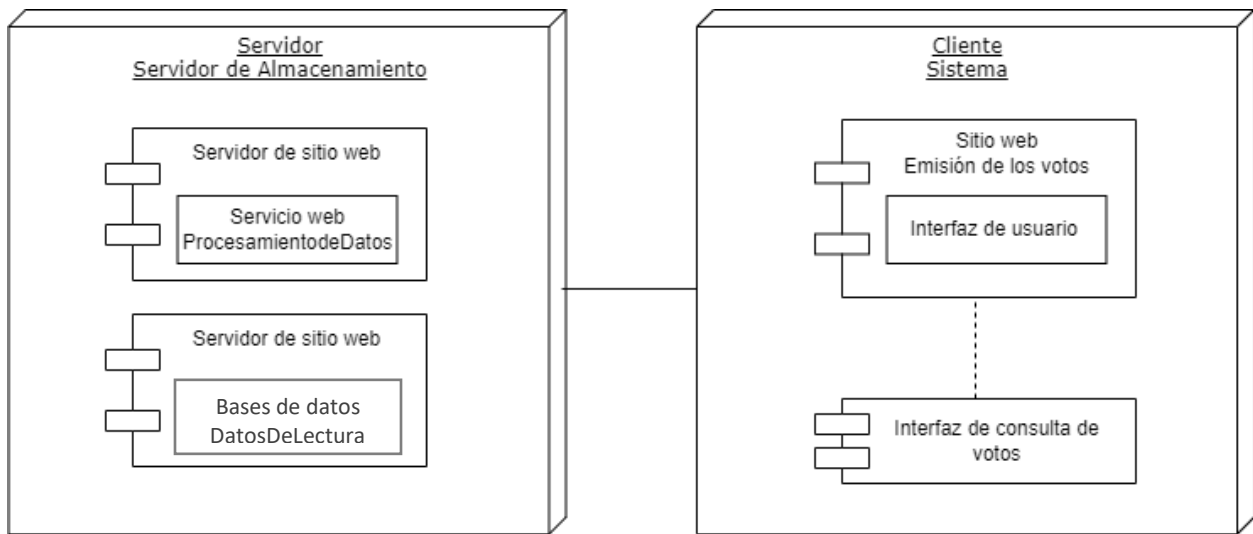 Servidor
Servidor de Almacenamiento
Servidor de sitio web
Servicio web
ProcesamientodeDatos
Servidor de sitio web
Bases de datos
DatosDeLectura
Cliente
Sistema
Sitio web
Emisión de los votos
Interfaz de usuario
Interfaz de consulta de
votos